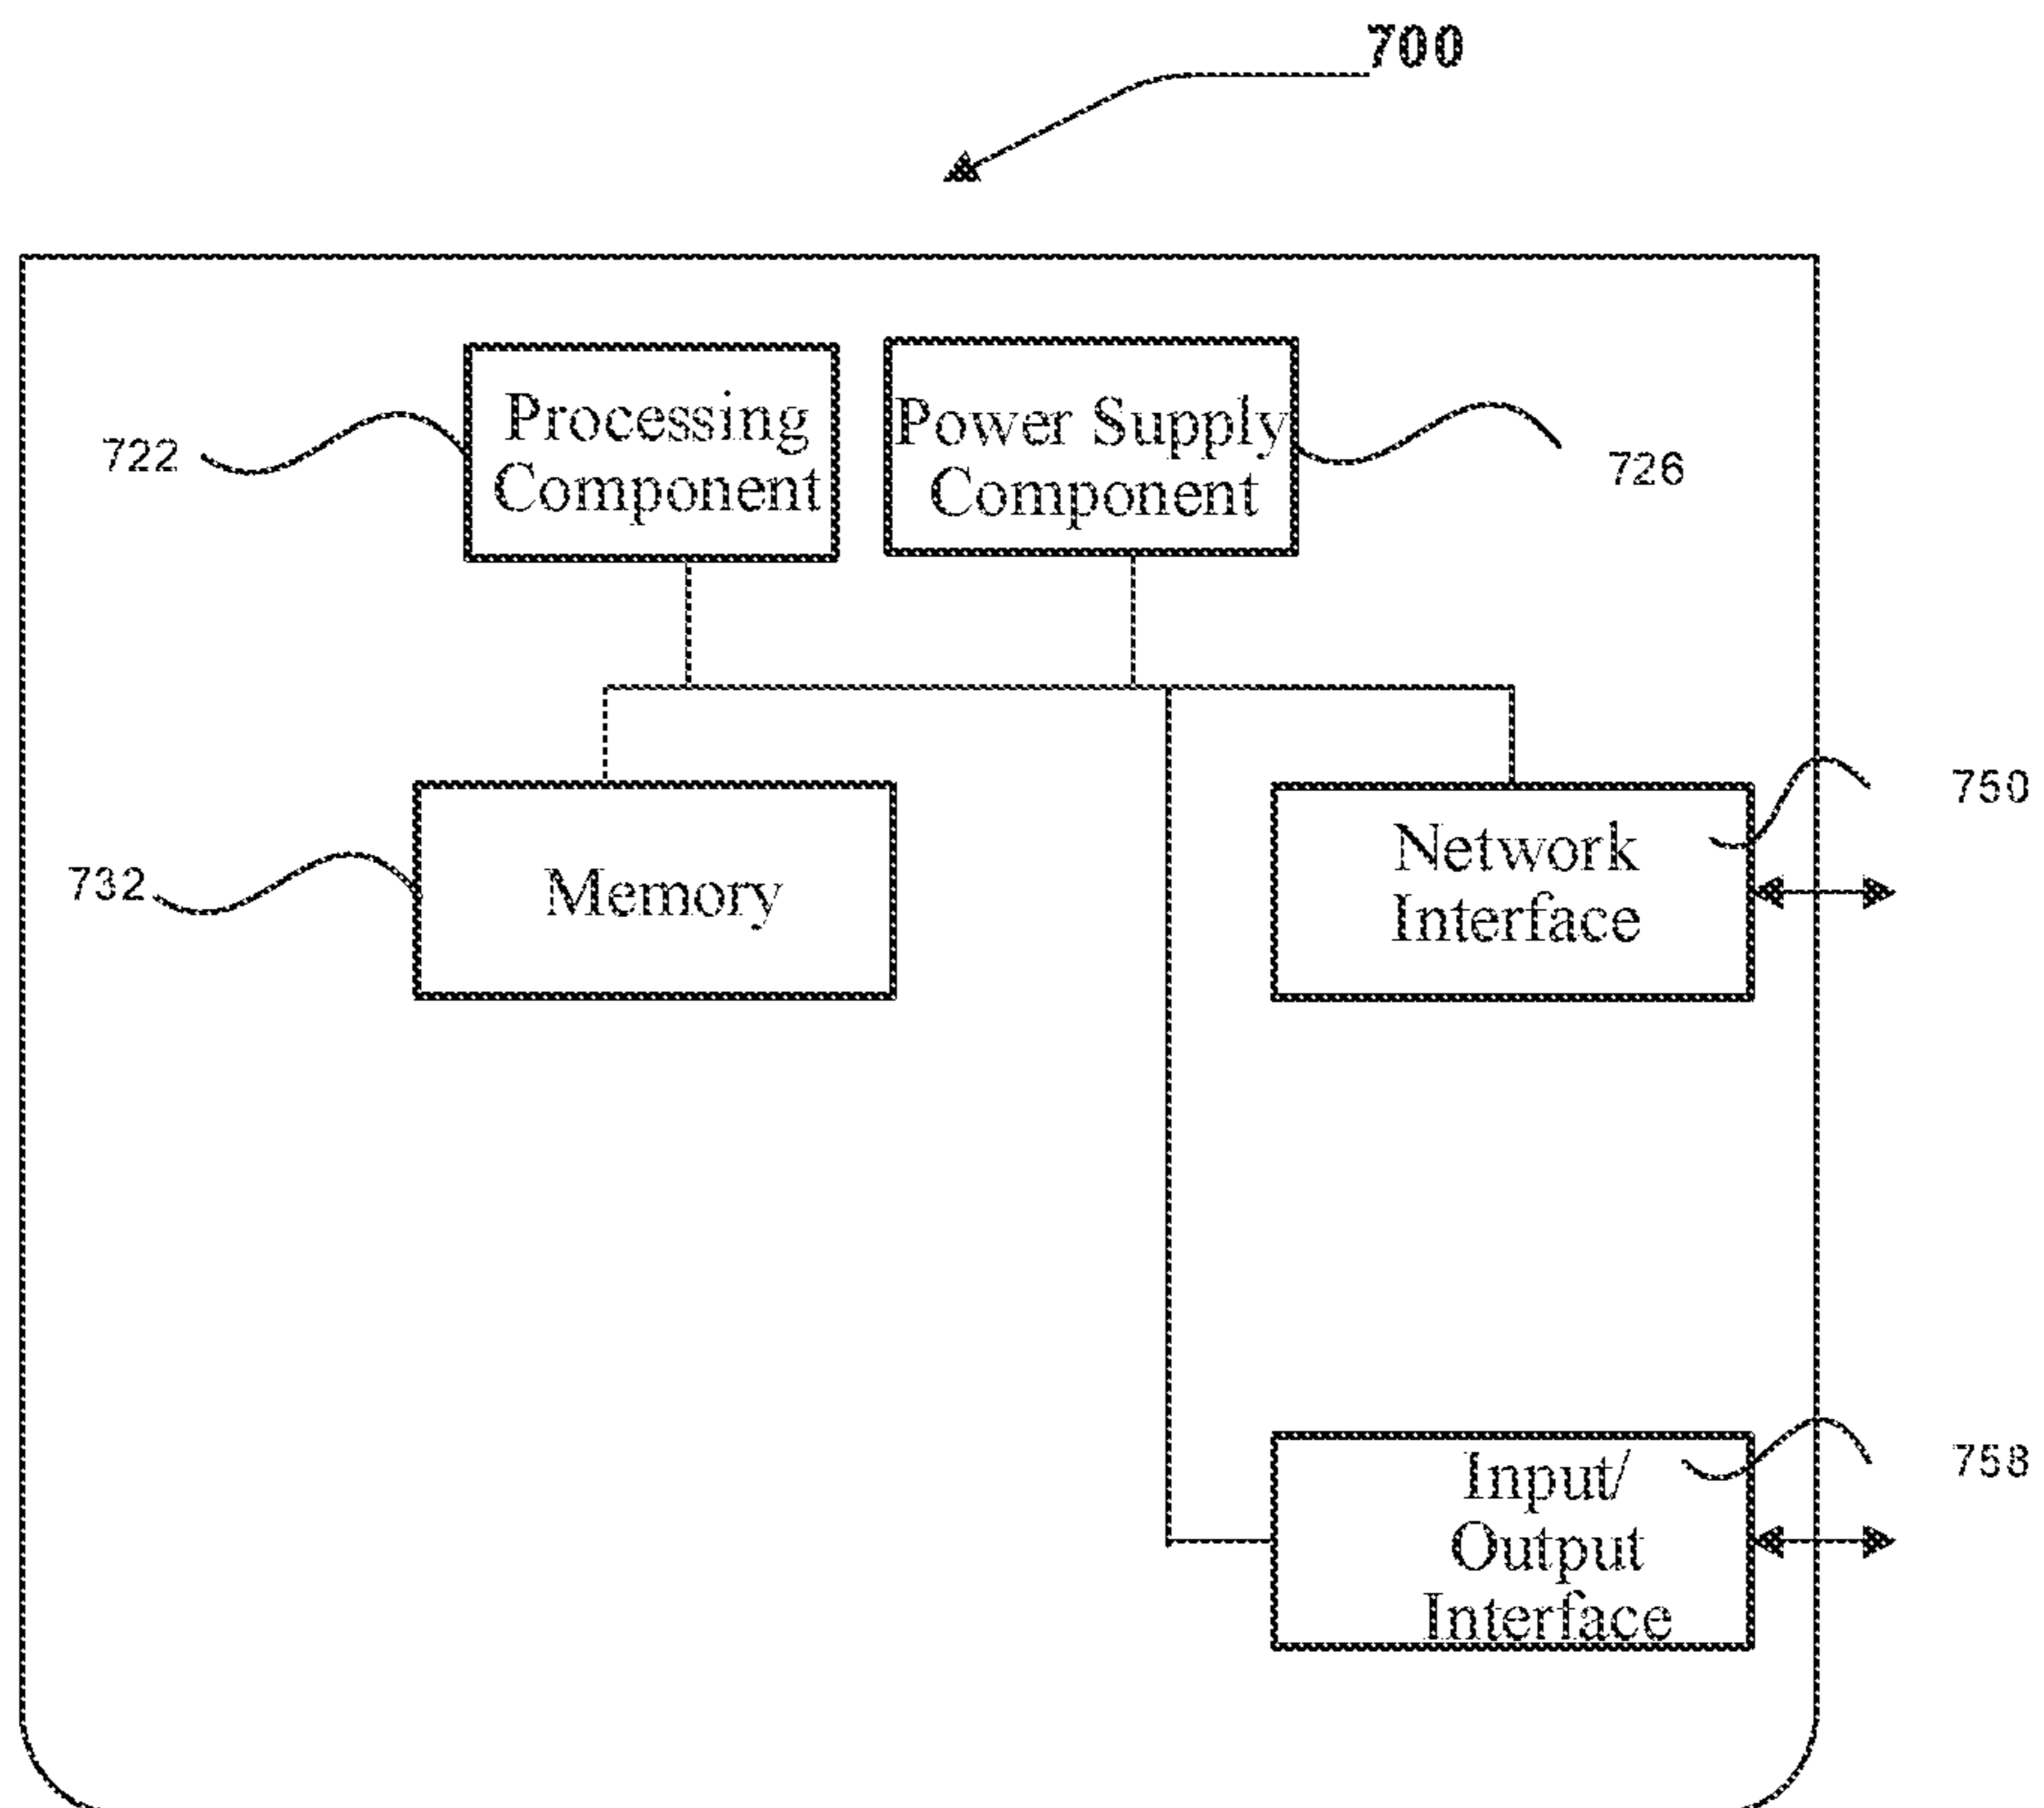 700
Processing
Component
Power Supply
Component
722
726
Memory
732
Network
Interface
750
Input/
Output
Interface
758